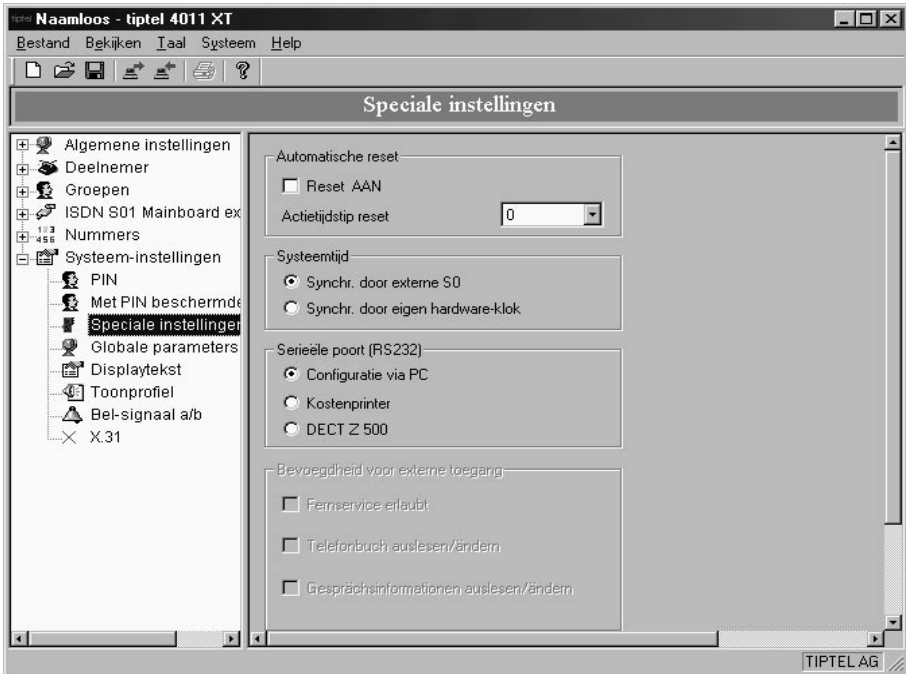 Naamloos - tiptel 4011 XT
Bestand Bekijken Taal Systeem Help
Speciale instellingen
Algemene instellingen
Deelnemer
Groepen
ISDN S01 Mainboard ex
Nummers
Systeem-instellingen
PIN
Met PIN beschermde
Speciale instellingen
Globale parameters
Displaytekst
Toonprofiel
Bel-signaal a/b
X.31
Automatische reset
Reset AAN
Actietijdstip reset 0
Systeemtijd
Synchr. door externe S0
Synchr. door eigen hardware-klok
Serieële poort (RS232)
Configuratie via PC
Kostenprinter
DECT Z 500
Bevoegdheid voor externe toegang
Fernservice erlaubt
Telefonbuch auslesen/ändern
Gesprächsinformationen auslesen/ändern
TIPTEL AG